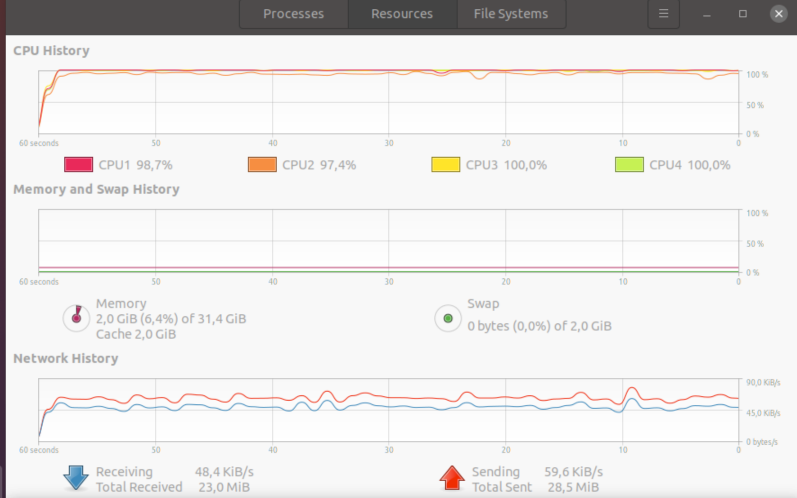 Processes Resources File Systems
CPU History
100 %
50 %
0 %
60 seconds 50 40 30 20 10 0
CPU1 98,7% CPU2 97,4% CPU3 100,0% CPU4 100,0%
Memory and Swap History
100 %
50 %
0 %
60 seconds 50 40 30 20 10 0
Memory
2,0 GiB (6,4%) of 31,4 GiB
Cache 2,0 GiB
Swap
0 bytes (0,0%) of 2,0 GiB
Network History
90,0 KiB/s
45,0 KiB/s
0 bytes/s
60 seconds 50 40 30 20 10 0
Receiving 48,4 KiB/s
Total Received 23,0 MiB
Sending 59,6 KiB/s
Total Sent 28,5 MiB